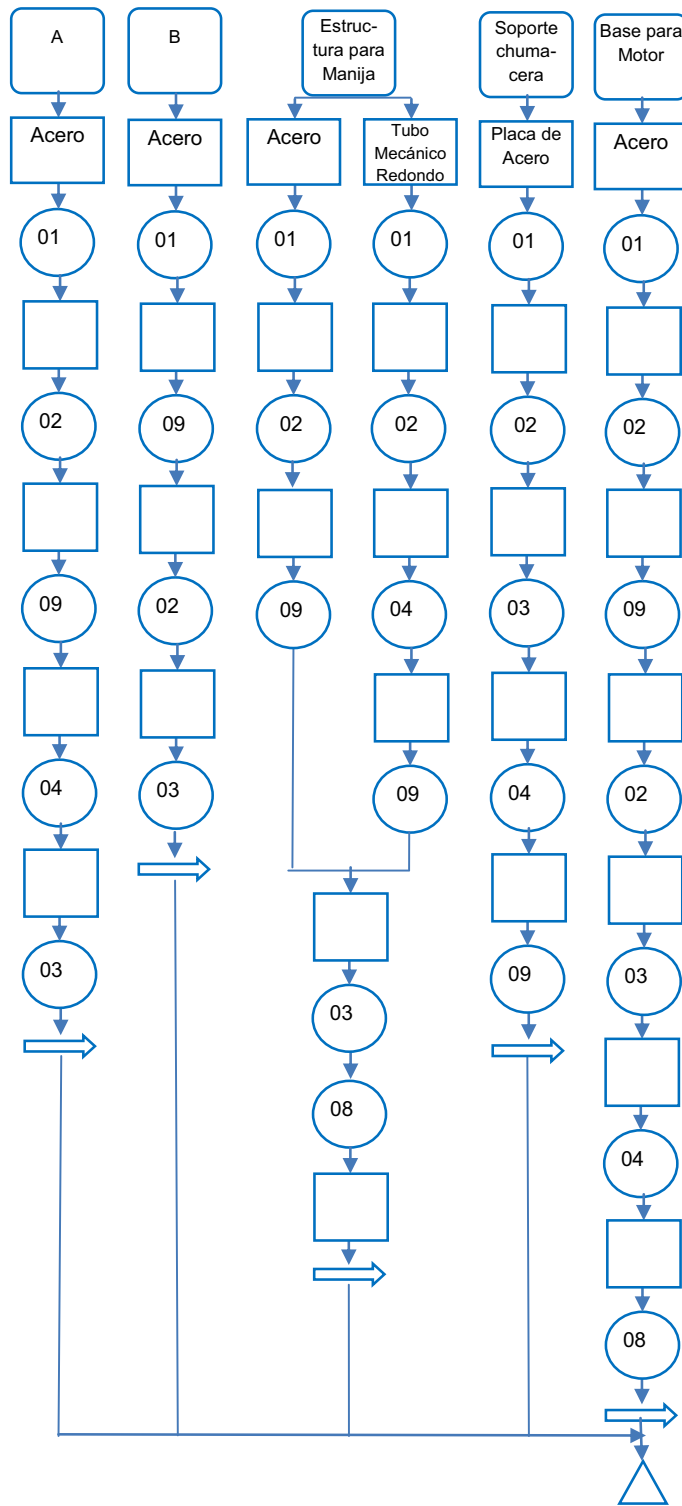 A
Acero
01
02
09
04
03
B
Acero
01
09
02
03
Estruc-
tura para
Manija
Acero
01
02
09
Tubo
Mecánico
Redondo
01
02
04
09
03
08
Soporte
chuma-
cera
Placa de
Acero
01
02
03
04
09
Base para
Motor
Acero
01
02
09
02
03
04
08